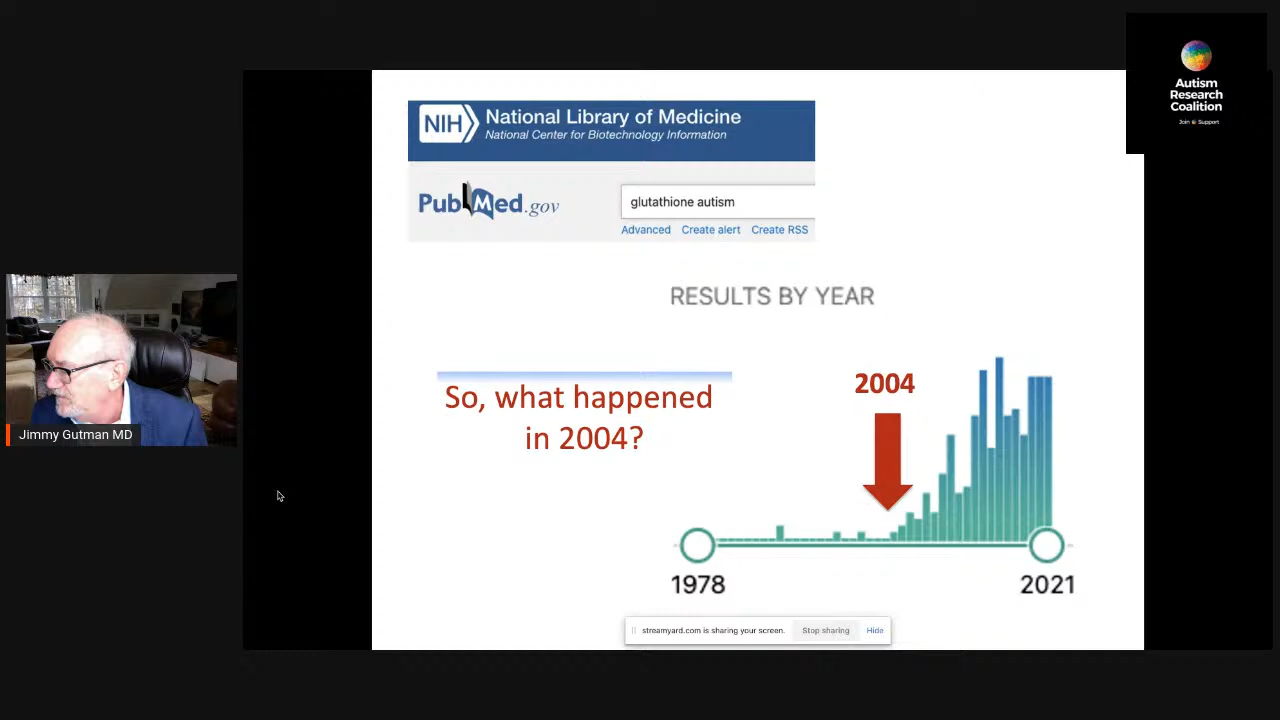 NIH
National Library of Medicine
National Center for Biotechnology Information
PubMed.gov
glutathione autism
Advanced Create alert Create RSS
RESULTS BY YEAR
So, what happened
in 2004?
2004
1978
2021
streamyard.com is sharing your screen. Stop sharing Hide
Jimmy Gutman MD
Autism
Research
Coalition
Join Support